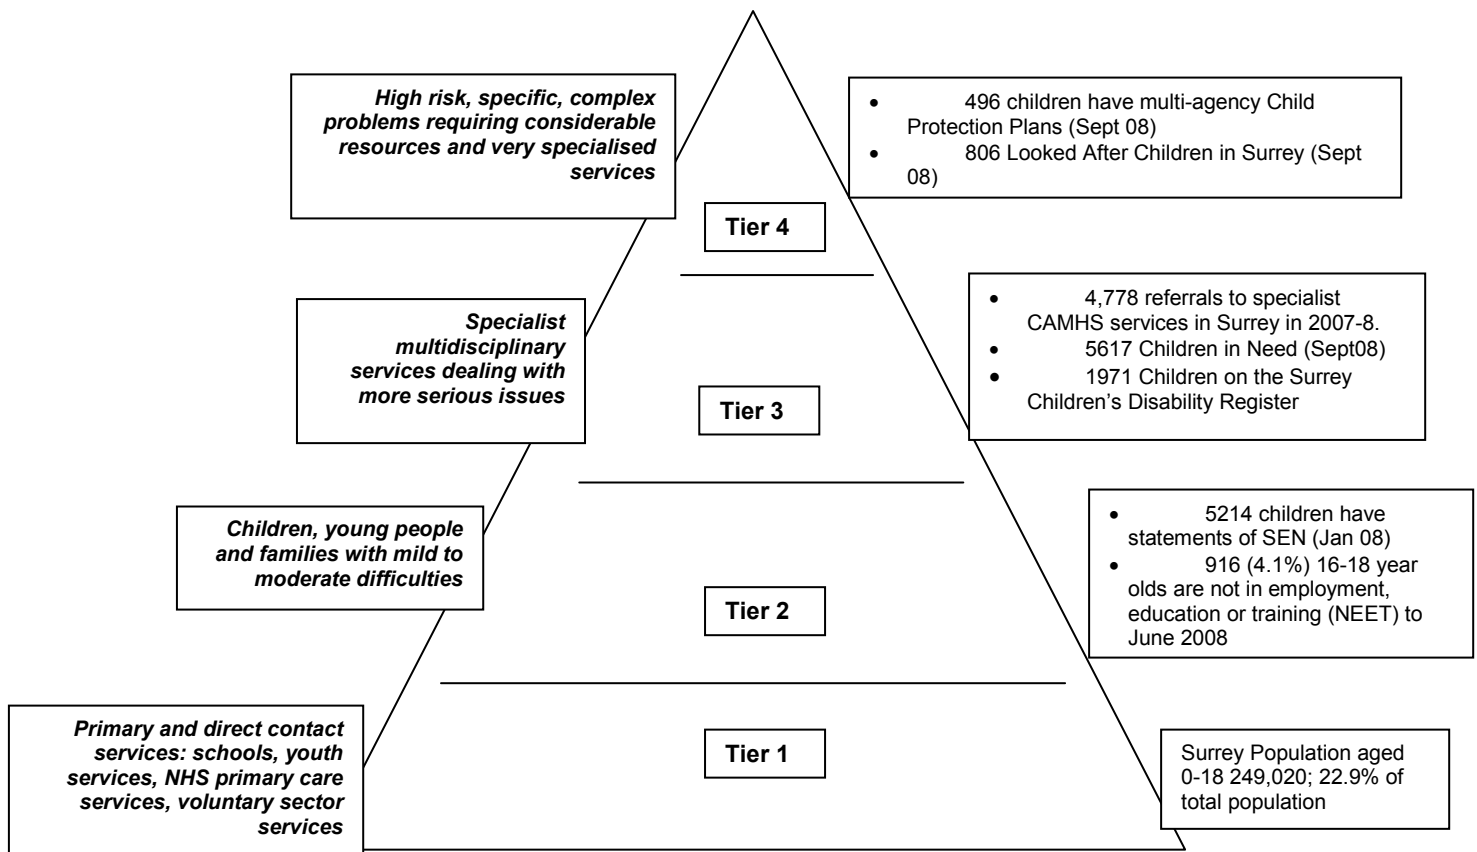 High risk, specific, complex
problems requiring considerable
resources and very specialised
services
• 496 children have multi-agency Child
Protection Plans (Sept 08)
• 806 Looked After Children in Surrey (Sept
08)
Tier 4
Specialist
multidisciplinary
services dealing with
more serious issues
• 4,778 referrals to specialist
CAMHS services in Surrey in 2007-8.
• 5617 Children in Need (Sept08)
• 1971 Children on the Surrey
Children’s Disability Register
Tier 3
Children, young people
and families with mild to
moderate difficulties
• 5214 children have
statements of SEN (Jan 08)
• 916 (4.1%) 16-18 year
olds are not in employment,
education or training (NEET) to
June 2008
Tier 2
Primary and direct contact
services: schools, youth
services, NHS primary care
services, voluntary sector
services
Tier 1
Surrey Population aged
0-18 249,020; 22.9% of
total population